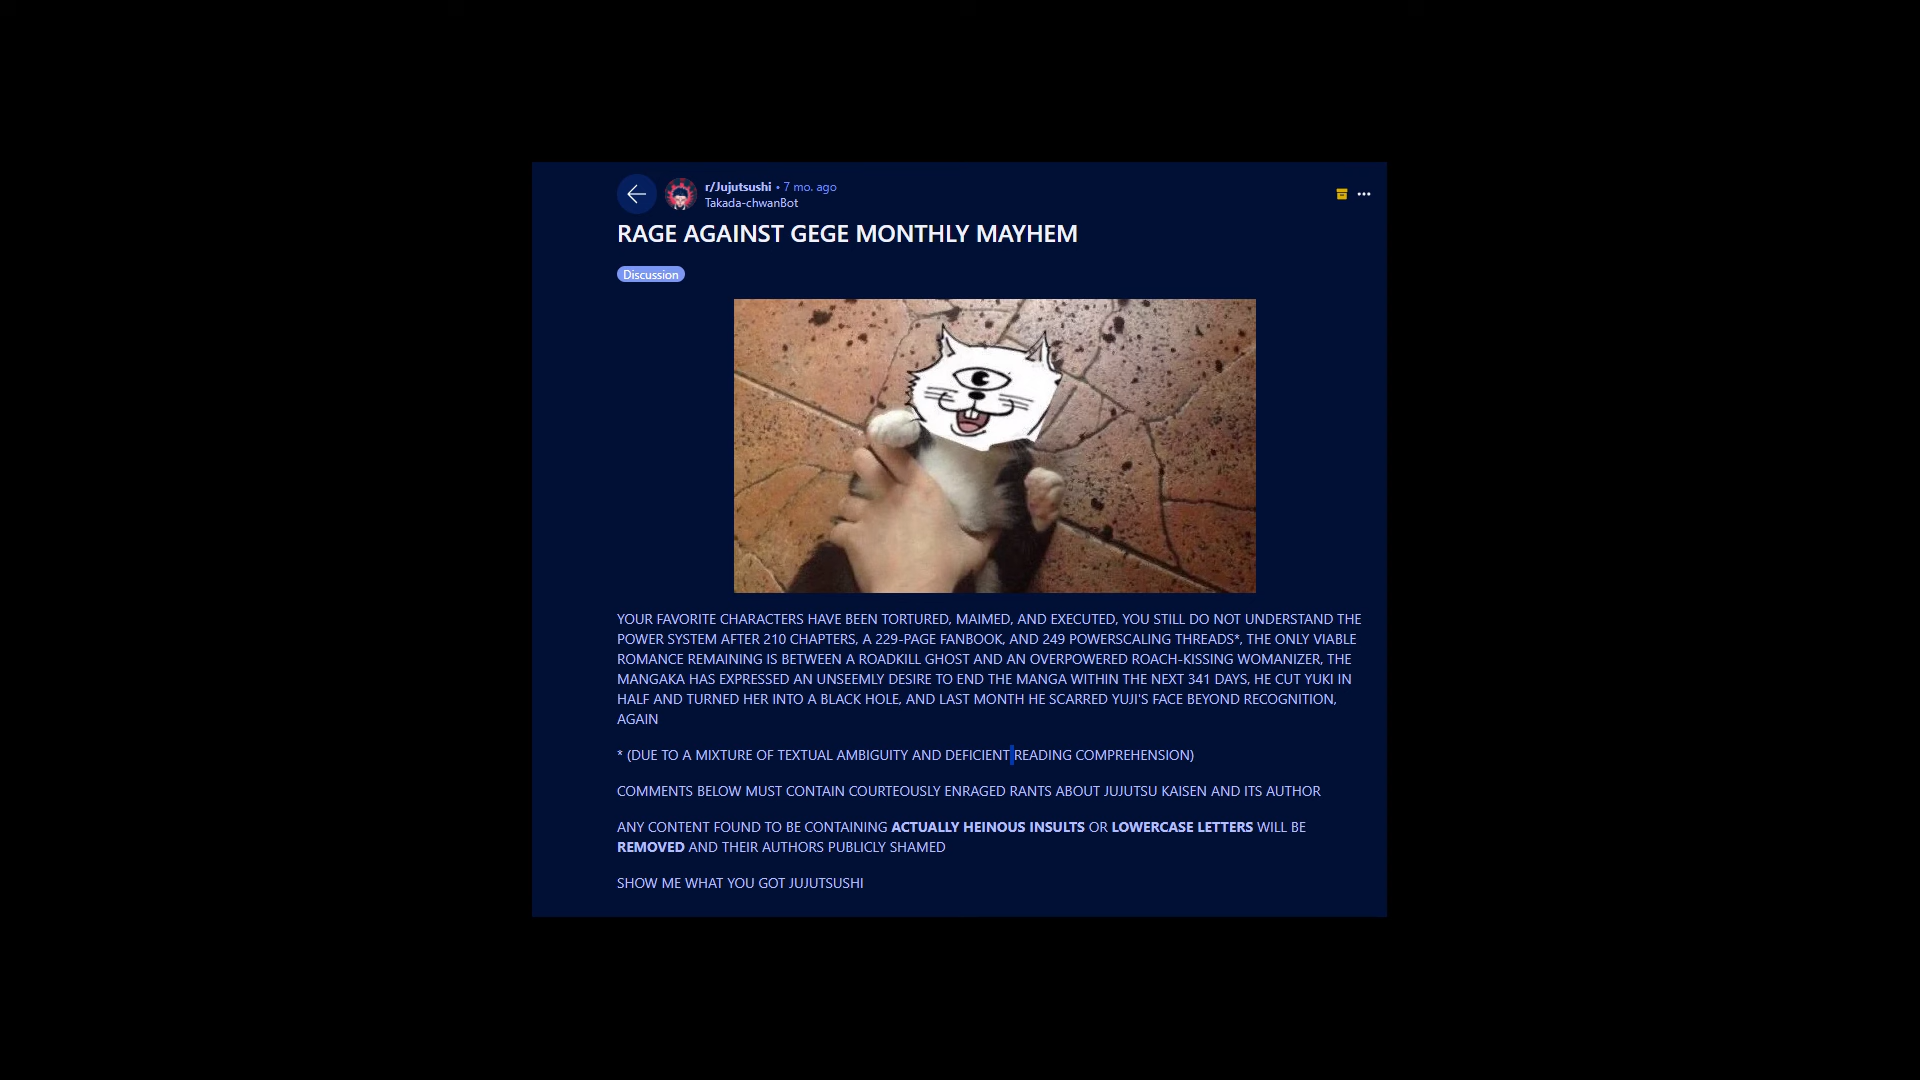 r/Jujutsushi • 7 mo. ago
Takada-chwanBot
RAGE AGAINST GEGE MONTHLY MAYHEM
Discussion
YOUR FAVORITE CHARACTERS HAVE BEEN TORTURED, MAIMED, AND EXECUTED, YOU STILL DO NOT UNDERSTAND THE
POWER SYSTEM AFTER 210 CHAPTERS, A 229-PAGE FANBOOK, AND 249 POWERSCALING THREADS*, THE ONLY VIABLE
ROMANCE REMAINING IS BETWEEN A ROADKILL GHOST AND AN OVERPOWERED ROACH-KISSING WOMANIZER, THE
MANGAKA HAS EXPRESSED AN UNSEEMLY DESIRE TO END THE MANGA WITHIN THE NEXT 341 DAYS, HE CUT YUKI IN
HALF AND TURNED HER INTO A BLACK HOLE, AND LAST MONTH HE SCARRED YUJI'S FACE BEYOND RECOGNITION,
AGAIN
* (DUE TO A MIXTURE OF TEXTUAL AMBIGUITY AND DEFICIENT READING COMPREHENSION)
COMMENTS BELOW MUST CONTAIN COURTEOUSLY ENRAGED RANTS ABOUT JUJUTSU KAISEN AND ITS AUTHOR
ANY CONTENT FOUND TO BE CONTAINING ACTUALLY HEINOUS INSULTS OR LOWERCASE LETTERS WILL BE
REMOVED AND THEIR AUTHORS PUBLICLY SHAMED
SHOW ME WHAT YOU GOT JUJUTSUSHI